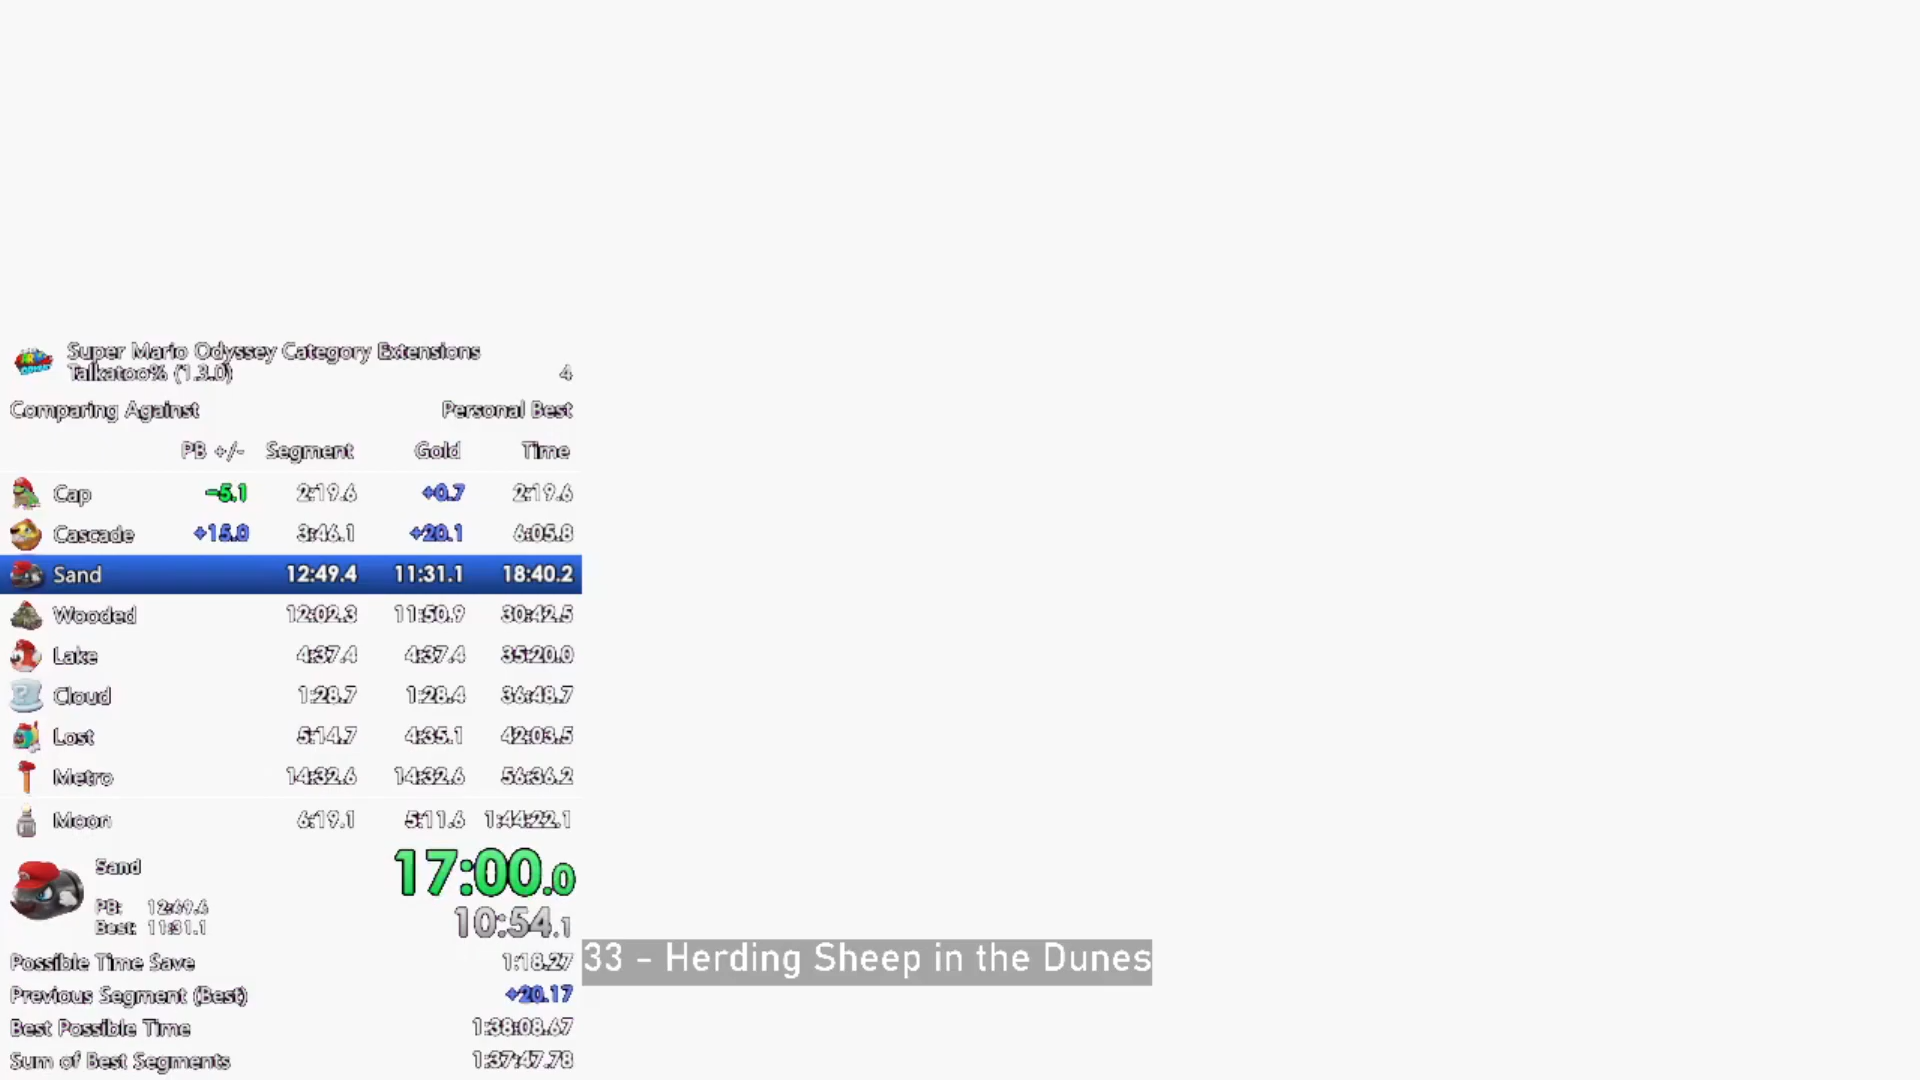 Super Mario Odyssey Category Extensions
Talkatoo% (1.3.0) 4
Comparing Against Personal Best
PB +/- Segment Gold Time
Cap -5.1 2:19.6 +0.7 2:19.6
Cascade +15.0 3:46.1 +20.1 6:05.8
Sand 12:49.4 11:31.1 18:40.2
Wooded 12:02.3 11:50.9 30:42.5
Lake 4:37.4 4:37.4 35:20.0
Cloud 1:28.7 1:28.4 36:48.7
Lost 5:14.7 4:35.1 42:03.5
Metro 14:32.6 14:32.6 56:36.2
Moon 6:19.1 5:11.6 1:44:22.1
Sand 17:00.0
PB:
Best: 11:31.1 10:54.1
Possible Time Save 1:18.27
33 - Herding Sheep in the Dunes
Previous Segment (Best) +20.17
Best Possible Time 1:38:08.67
Sum of Best Segments 1:37:47.78